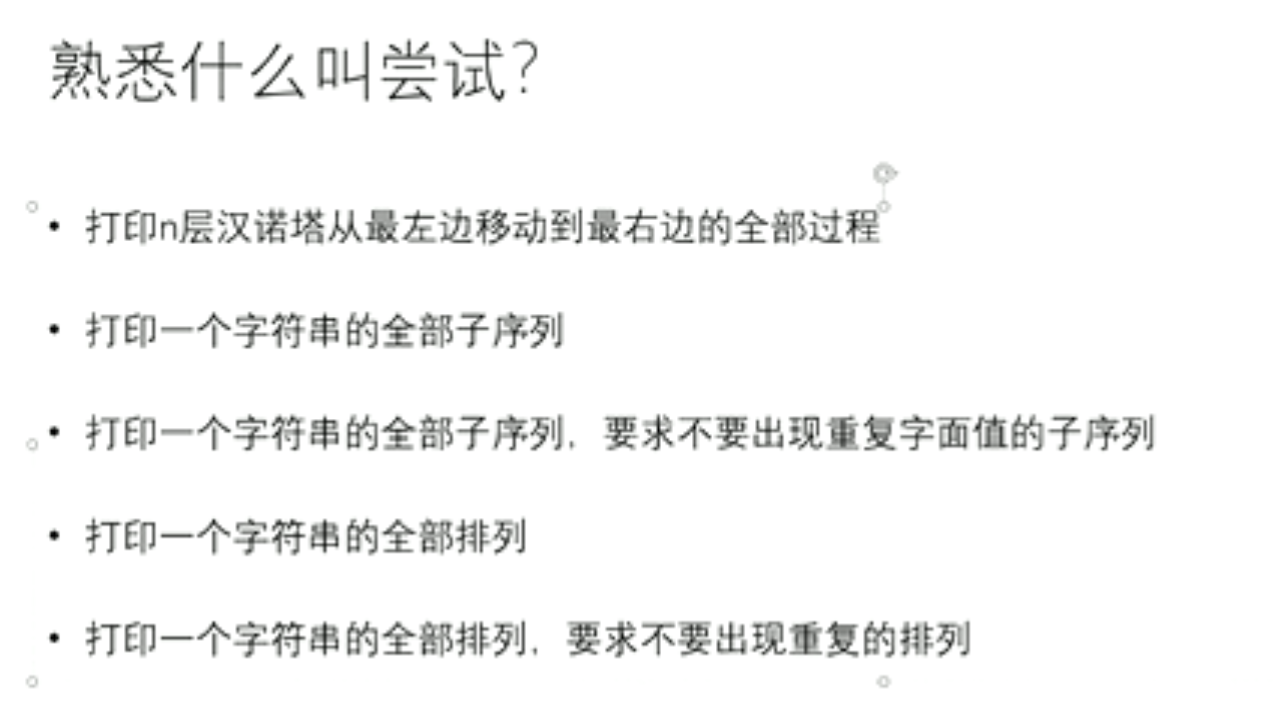 熟悉什么叫尝试?
• 打印n层汉诺塔从最左边移动到最右边的全部过程
• 打印一个字符串的全部子序列
• 打印一个字符串的全部子序列，要求不要出现重复字面值的子序列
• 打印一个字符串的全部排列
• 打印一个字符串的全部排列，要求不要出现重复的排列